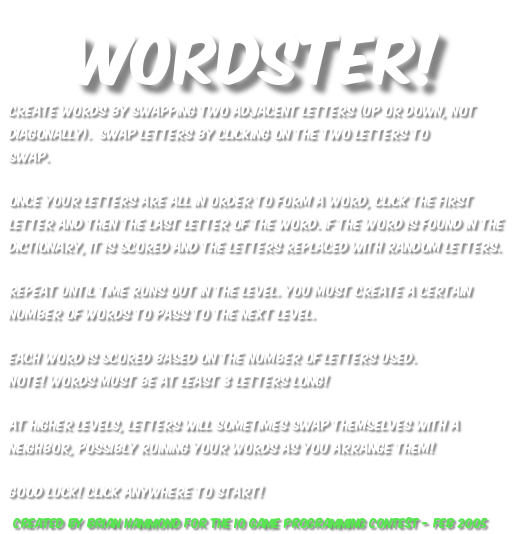 WORDSTER!
CREATE WORDS BY SWAPPING TWO ADJACENT LETTERS (UP OR DOWN, NOT
DIAGONALLY). SWAP LETTERS BY CLICKING ON THE TWO LETTERS TO
SWAP.
ONCE YOUR LETTERS ARE ALL IN ORDER TO FORM A WORD, CLICK THE FIRST
LETTER AND THEN THE LAST LETTER OF THE WORD. IF THE WORD IS FOUND IN THE
DICTIONARY, IT IS SCORED AND THE LETTERS REPLACED WITH RANDOM LETTERS.
REPEAT UNTIL TIME RUNS OUT IN THE LEVEL. YOU MUST CREATE A CERTAIN
NUMBER OF WORDS TO PASS TO THE NEXT LEVEL.
EACH WORD IS SCORED BASED ON THE NUMBER OF LETTERS USED.
NOTE! WORDS MUST BE AT LEAST 3 LETTERS LONG!
AT HIGHER LEVELS, LETTERS WILL SOMETIMES SWAP THEMSELVES WITH A
NEIGHBOR, POSSIBLY RUINING YOUR WORDS AS YOU ARRANGE THEM!
GOOD LUCK! CLICK ANYWHERE TO START!
CREATED BY BRIAN HAMMOND FOR THE IO GAME PROGRAMMING CONTEST - FEB 2005